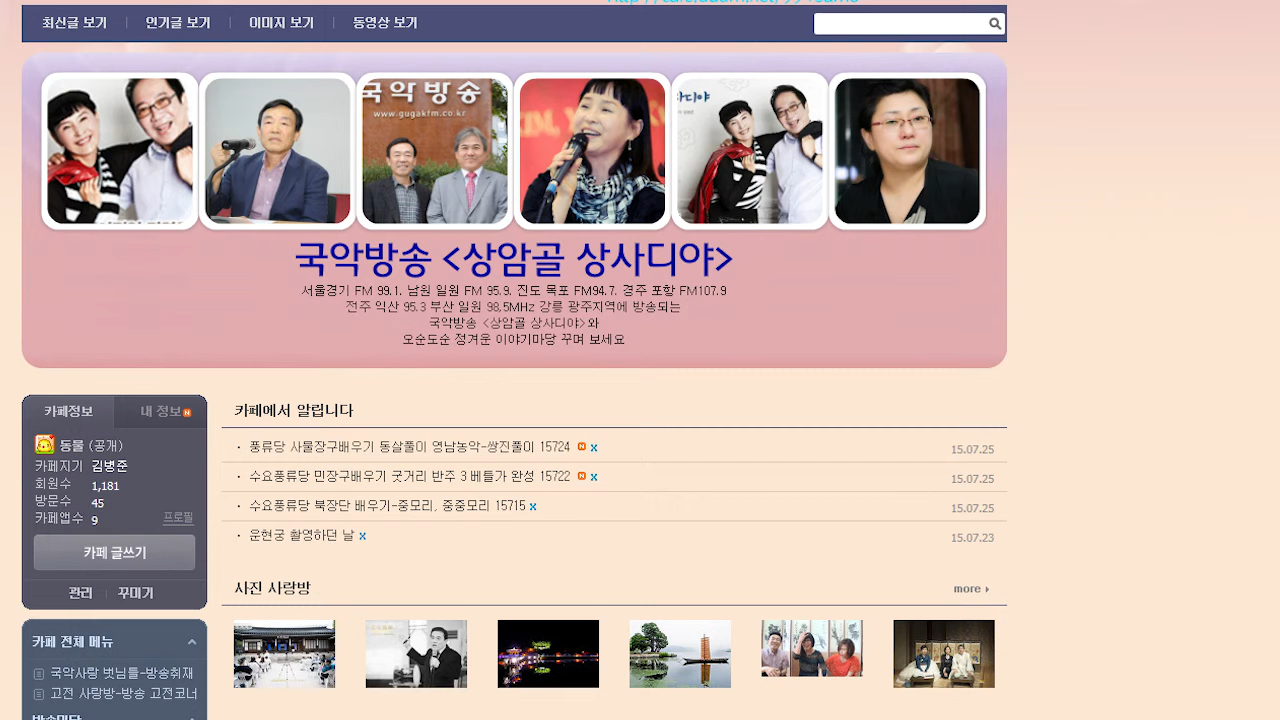 최신글 보기 인기글 보기 이미지 보기 동영상 보기
국악방송
www.gugakfm.co.kr
국악방송 <상암골 상사디야>
서울경기 FM 99.1. 남원 일원 FM 95.9. 진도 목포 FM94.7. 경주 포항 FM107.9
전주 익산 95.3 부산 일원 98.5MHz 강릉 광주지역에 방송되는
국악방송 <상암골 상사디야>와
오순도순 정겨운 이야기마당 꾸며 보세요
카페정보 내 정보 N
동물 (공개)
카페지기 김병준
회원수 1,181
방문수 45
카페앱수 9 프로필
카페 글쓰기
관리 꾸미기
카페 전체 메뉴
국악사랑 벗님들-방송취재
고전 사랑방-방송 고전코너
방송마당
카페에서 알립니다
· 풍류당 사물장구배우기 동살풀이 영남농악-쌍진풀이 15724 N 15.07.25
· 수요풍류당 민장구배우기 굿거리 반주 3 베틀가 완성 15722 N 15.07.25
· 수요풍류당 북장단 배우기-중모리, 중중모리 15715 15.07.25
· 운현궁 촬영하던 날 15.07.23
사진 사랑방 more